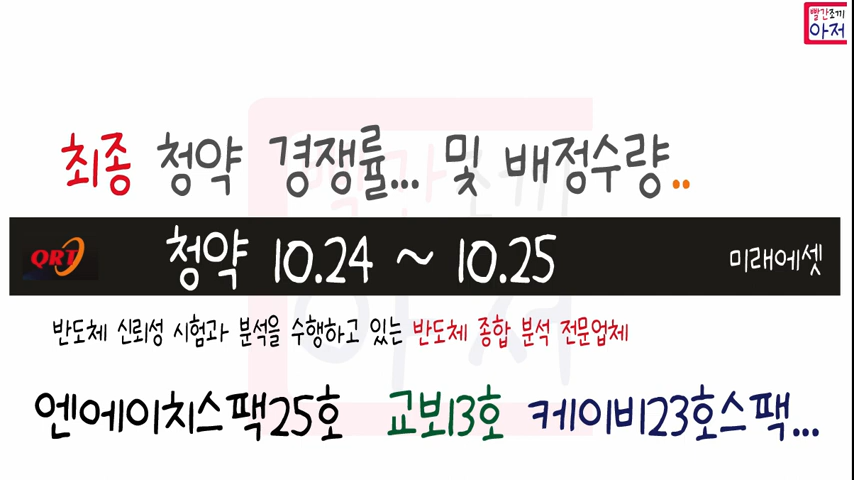 빨간조끼
아저
최종 청약 경쟁률... 및 배정수량..
QRT 청약 10.24 ~ 10.25 미래에셋
반도체 신뢰성 시험과 분석을 수행하고 있는 반도체 종합 분석 전문업체
엔에이치스팩25호 교보13호 케이비23호스팩...